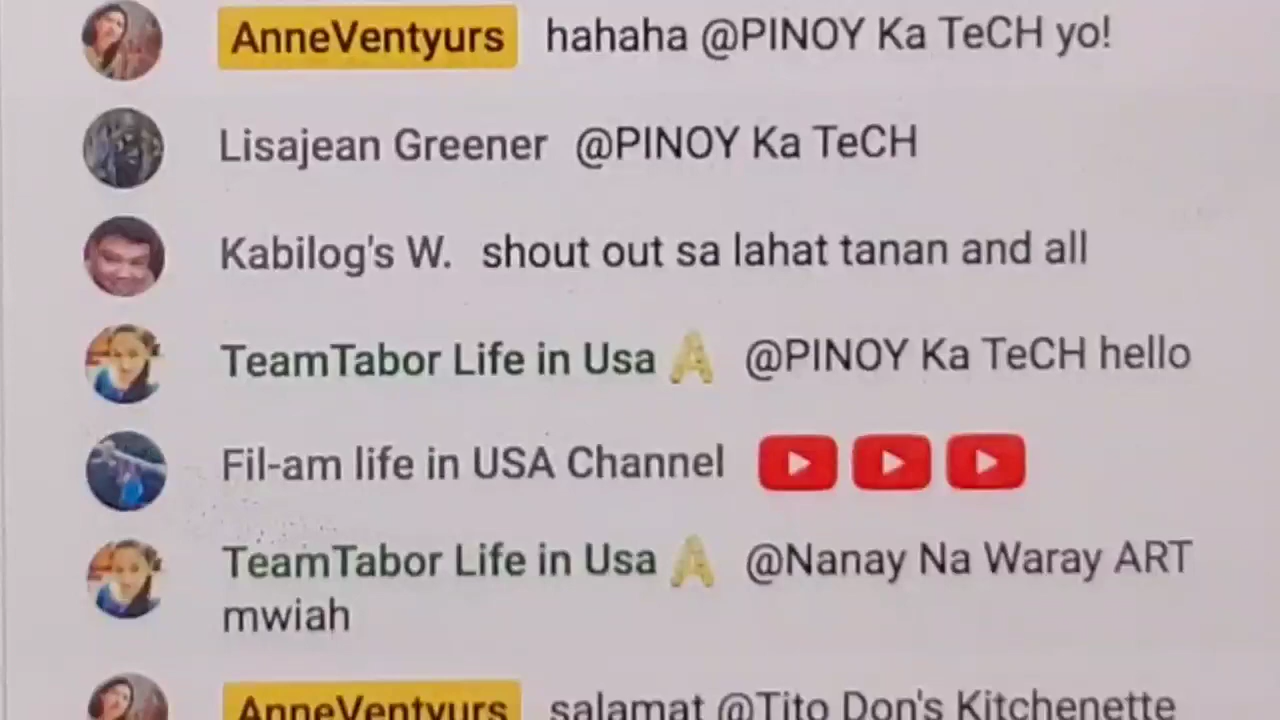 AnneVentyurs hahaha @PINOY Ka TeCH yo!
Lisajean Greener @PINOY Ka TeCH
Kabilog's W. shout out sa lahat tanan and all
TeamTabor Life in Usa A @PINOY Ka TeCH hello
Fil-am life in USA Channel
TeamTabor Life in Usa A @Nanay Na Waray ART
mwiah
AnneVentyurs salamat @Tito Don's Kitchenette